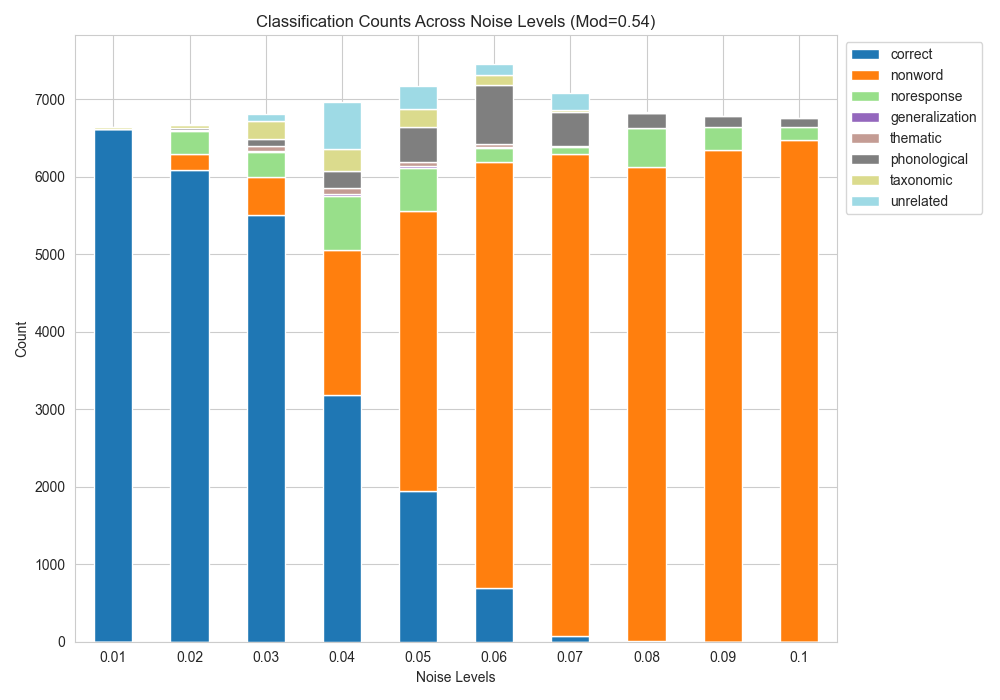 Classification Counts Across Noise Levels (Mod=0.54)
Count
7000
6000
5000
4000
3000
2000
1000
0
0.01 0.02 0.03 0.04 0.05 0.06 0.07 0.08 0.09 0.1
Noise Levels
correct
nonword
noresponse
generalization
thematic
phonological
taxonomic
unrelated